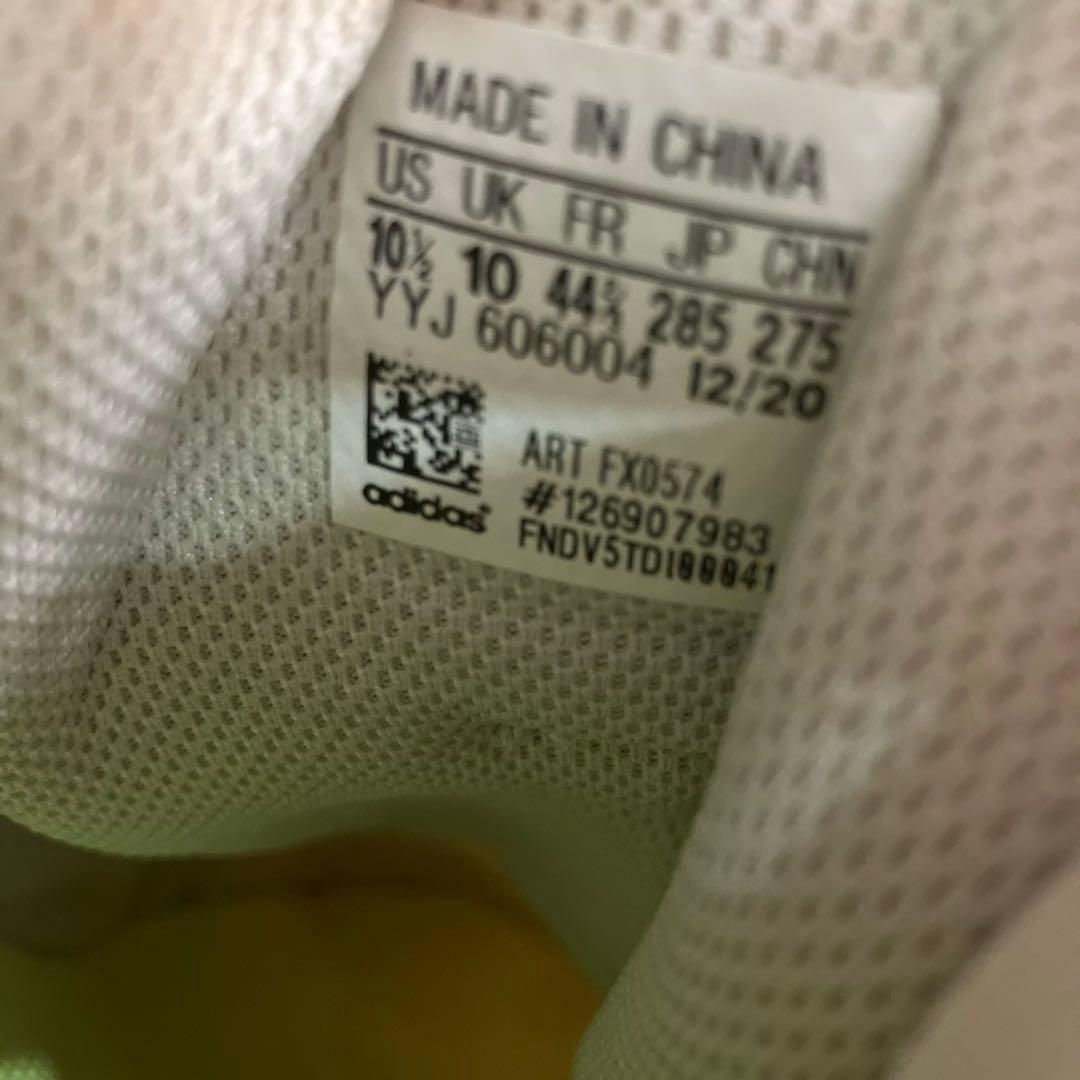 MADE IN CHINA
US UK FR JP CHN
10½ 10 44⅔ 285 275
YYJ 606004 12/20
ART FX0574
#126907983
FNDV5TDI00041
adidas